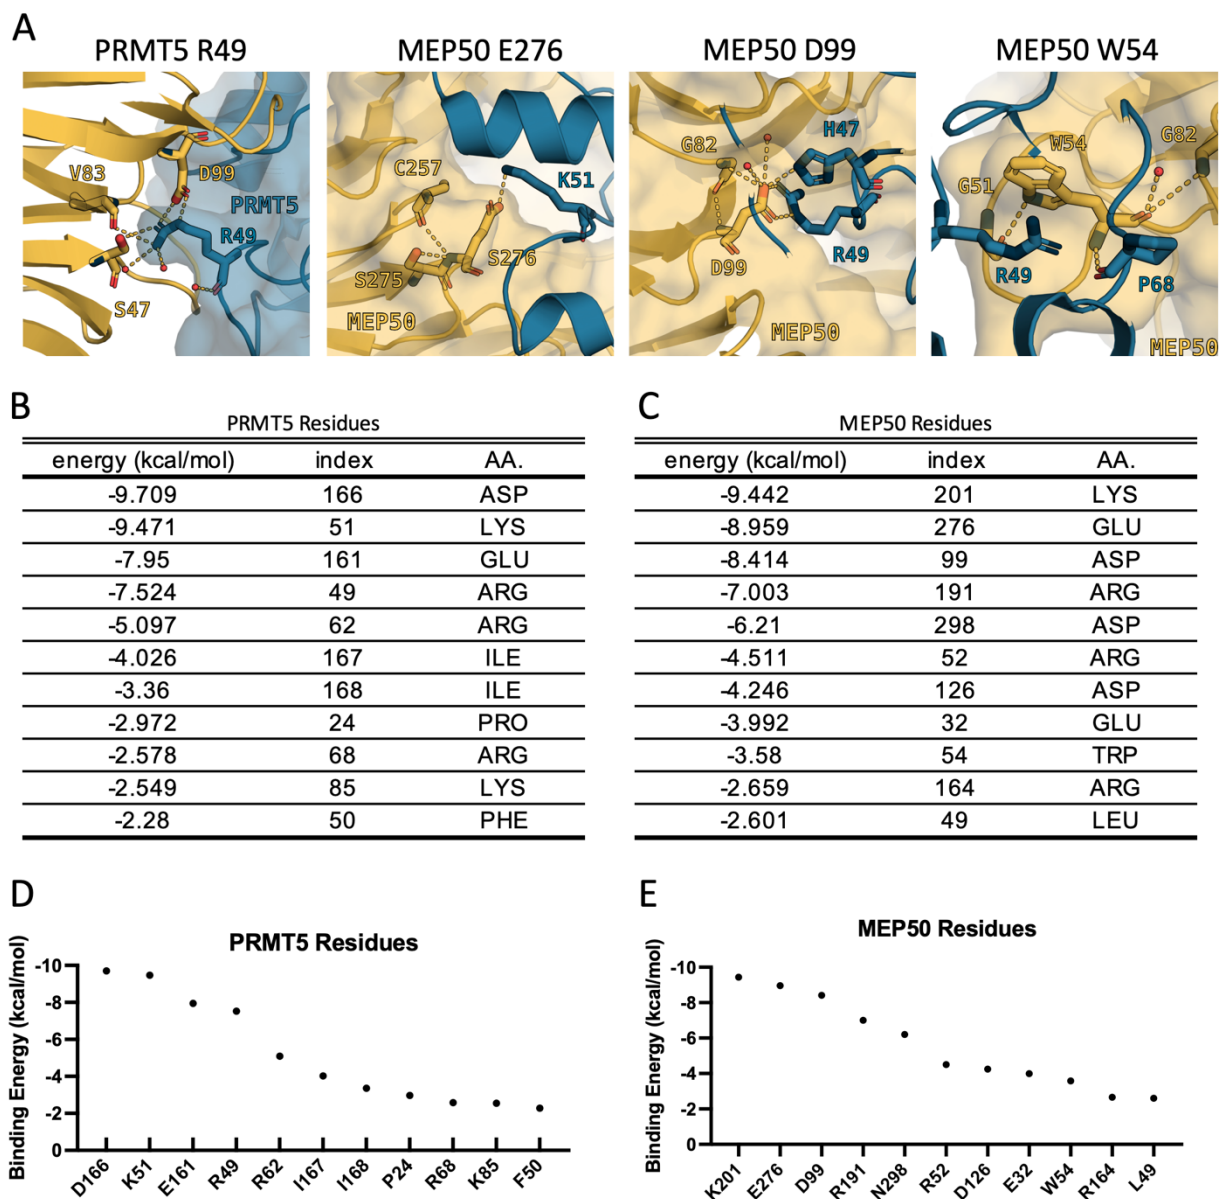 A
PRMT5 R49
MEP50 E276
MEP50 D99
MEP50 W54
V83
D99
PRMT5
R49
S47
C257
K51
S276
S275
MEP50
G82
H47
D99
R49
MEP50
W54
G82
G51
R49
P68
MEP50
B
PRMT5 Residues
energy (kcal/mol) index AA.
-9.709 166 ASP
-9.471 51 LYS
-7.95 161 GLU
-7.524 49 ARG
-5.097 62 ARG
-4.026 167 ILE
-3.36 168 ILE
-2.972 24 PRO
-2.578 68 ARG
-2.549 85 LYS
-2.28 50 PHE
C
MEP50 Residues
energy (kcal/mol) index AA.
-9.442 201 LYS
-8.959 276 GLU
-8.414 99 ASP
-7.003 191 ARG
-6.21 298 ASP
-4.511 52 ARG
-4.246 126 ASP
-3.992 32 GLU
-3.58 54 TRP
-2.659 164 ARG
-2.601 49 LEU
D
PRMT5 Residues
Binding Energy (kcal/mol)
-10
-8
-6
-4
-2
0
D166 K51 E161 R49 R62 I167 I168 P24 R68 K85 F50
E
MEP50 Residues
Binding Energy (kcal/mol)
-10
-8
-6
-4
-2
0
K201 E276 D99 R191 N298 R52 D126 E32 W54 R164 L49